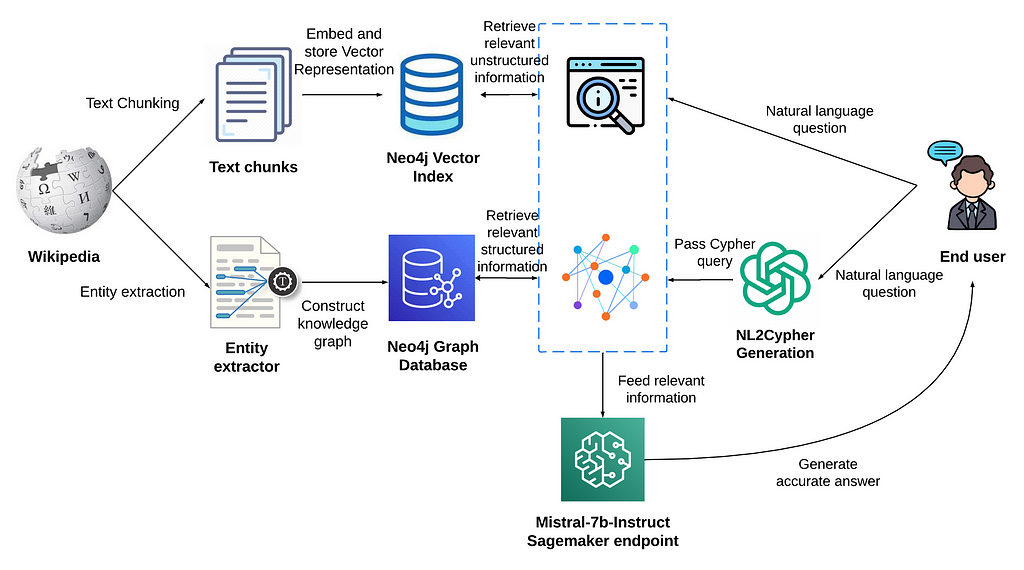 Text Chunking
Text chunks
Embed and
store Vector
Representation
Neo4j Vector
Index
Retrieve
relevant
unstructured
information
Natural language
question
Wikipedia
Entity extraction
Entity
extractor
Construct
knowledge
graph
Neo4j Graph
Database
Retrieve
relevant
structured
information
Pass Cypher
query
NL2Cypher
Generation
Natural language
question
End user
Feed relevant
information
Mistral-7b-Instruct
Sagemaker endpoint
Generate
accurate answer